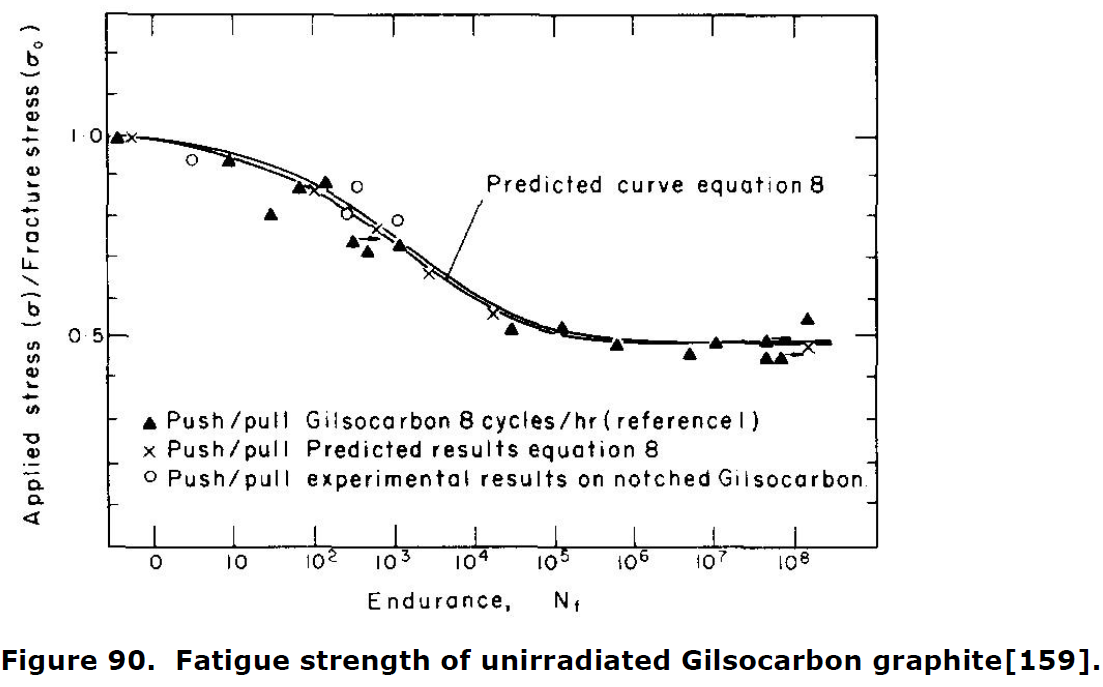 Applied stress (σ)/Fracture stress (σ₀)
1·0
0·5
Predicted curve equation 8
▲ Push/pull Gilsocarbon 8 cycles/hr (reference 1)
× Push/pull Predicted results equation 8
○ Push/pull experimental results on notched Gilsocarbon.
0 10 10² 10³ 10⁴ 10⁵ 10⁶ 10⁷ 10⁸
Endurance, N_f
Figure 90. Fatigue strength of unirradiated Gilsocarbon graphite[159].